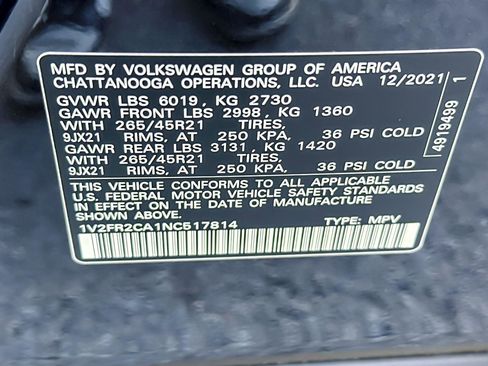 MFD BY VOLKSWAGEN GROUP OF AMERICA
CHATTANOOGA OPERATIONS, LLC. USA 12/2021
GVWR LBS 6019, KG 2730
GAWR FRONT LBS 2998, KG 1360
WITH 265/45R21 TIRES,
9JX21 RIMS, AT 250 KPA, 36 PSI COLD
GAWR REAR LBS 3131, KG 1420
WITH 265/45R21 TIRES,
9JX21 RIMS, AT 250 KPA, 36 PSI COLD
THIS VEHICLE CONFORMS TO ALL APPLICABLE
U.S. FEDERAL MOTOR VEHICLE SAFETY STANDARDS
IN EFFECT ON THE DATE OF MANUFACTURE
SHOWN ABOVE.
1V2FR2CA1NC517814 TYPE: MPV
4919499 1